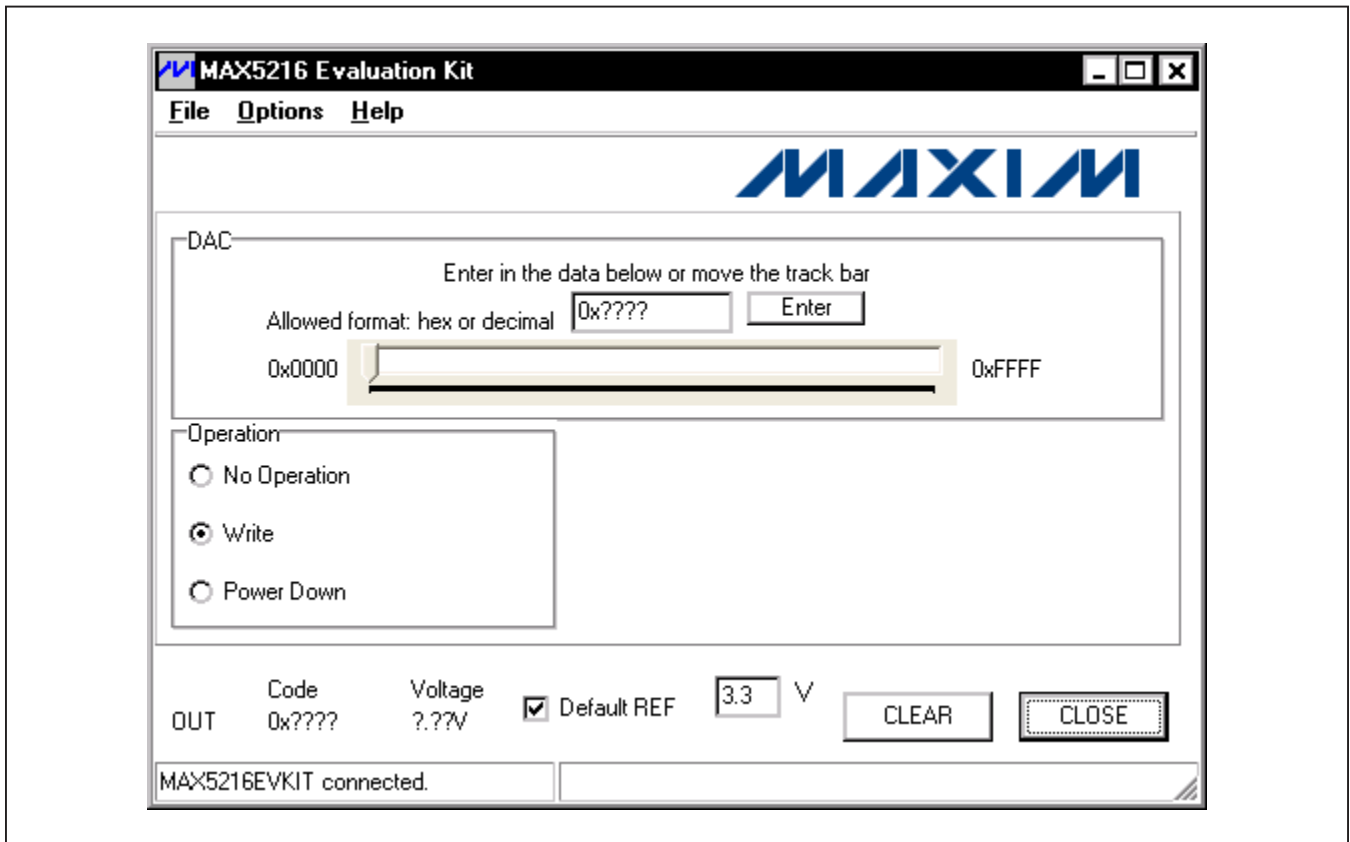 MAX5216 Evaluation Kit
File Options Help
MAXIM
DAC
Enter in the data below or move the track bar
Allowed format: hex or decimal 0x???? Enter
0x0000 0xFFFF
Operation
No Operation
Write
Power Down
Code Voltage
OUT 0x???? ?.??V Default REF 3.3 V CLEAR CLOSE
MAX5216EVKIT connected.